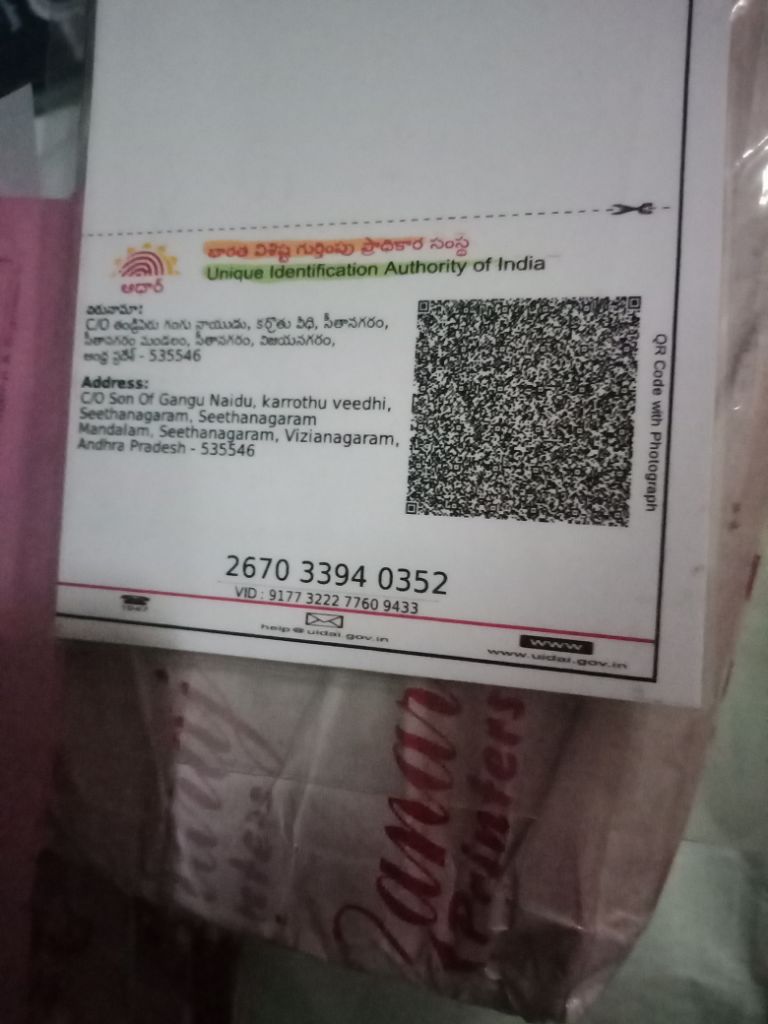 భారత విశిష్ట గుర్తింపు ప్రాధికార సంస్థ
Unique Identification Authority of India
ఆధార్
చిరునామా:
C/O తండ్రిపేరు గంగు నాయుడు, కర్రోతు వీధి, సీతానగరం,
సీతానగరం మండలం, సీతానగరం, విజయనగరం,
ఆంధ్ర ప్రదేశ్ - 535546
Address:
C/O Son Of Gangu Naidu, karrothu veedhi,
Seethanagaram, Seethanagaram
Mandalam, Seethanagaram, Vizianagaram,
Andhra Pradesh - 535546
QR Code with Photograph
2670 3394 0352
VID : 9177 3222 7760 9433
1947
help@uidai.gov.in
www
www.uidai.gov.in
Printers